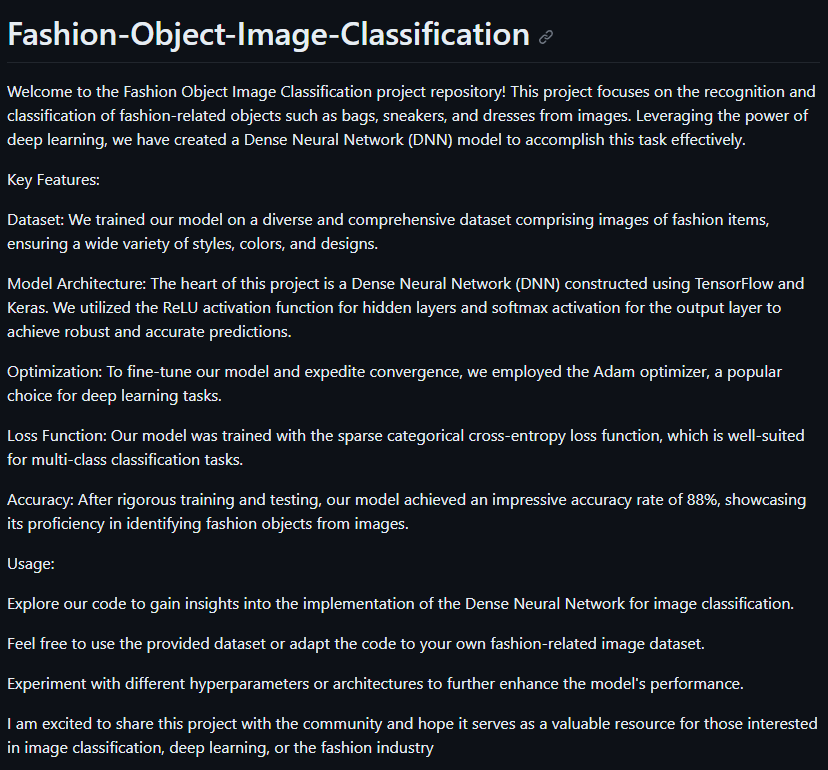 Fashion-Object-Image-Classification
Welcome to the Fashion Object Image Classification project repository! This project focuses on the recognition and
classification of fashion-related objects such as bags, sneakers, and dresses from images. Leveraging the power of
deep learning, we have created a Dense Neural Network (DNN) model to accomplish this task effectively.
Key Features:
Dataset: We trained our model on a diverse and comprehensive dataset comprising images of fashion items,
ensuring a wide variety of styles, colors, and designs.
Model Architecture: The heart of this project is a Dense Neural Network (DNN) constructed using TensorFlow and
Keras. We utilized the ReLU activation function for hidden layers and softmax activation for the output layer to
achieve robust and accurate predictions.
Optimization: To fine-tune our model and expedite convergence, we employed the Adam optimizer, a popular
choice for deep learning tasks.
Loss Function: Our model was trained with the sparse categorical cross-entropy loss function, which is well-suited
for multi-class classification tasks.
Accuracy: After rigorous training and testing, our model achieved an impressive accuracy rate of 88%, showcasing
its proficiency in identifying fashion objects from images.
Usage:
Explore our code to gain insights into the implementation of the Dense Neural Network for image classification.
Feel free to use the provided dataset or adapt the code to your own fashion-related image dataset.
Experiment with different hyperparameters or architectures to further enhance the model's performance.
I am excited to share this project with the community and hope it serves as a valuable resource for those interested
in image classification, deep learning, or the fashion industry